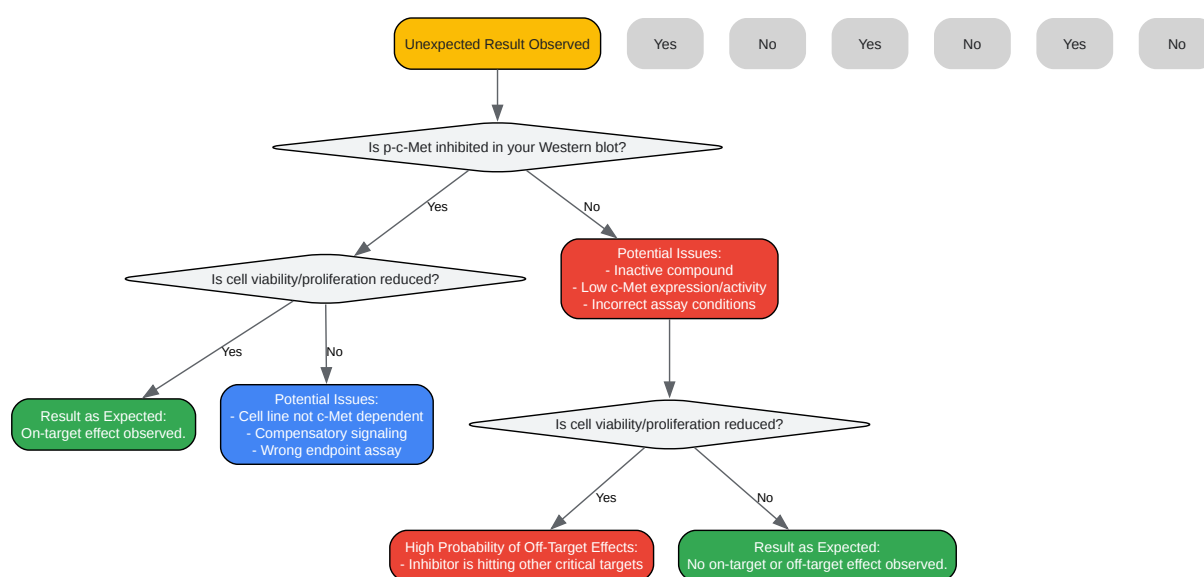 Unexpected Result Observed
Yes
No
Yes
No
Yes
No
Is p-c-Met inhibited in your Western blot?
Yes
No
Is cell viability/proliferation reduced?
Potential Issues:
- Inactive compound
- Low c-Met expression/activity
- Incorrect assay conditions
Yes
No
Result as Expected:
On-target effect observed.
Potential Issues:
- Cell line not c-Met dependent
- Compensatory signaling
- Wrong endpoint assay
Is cell viability/proliferation reduced?
Yes
No
High Probability of Off-Target Effects:
- Inhibitor is hitting other critical targets
Result as Expected:
No on-target or off-target effect observed.